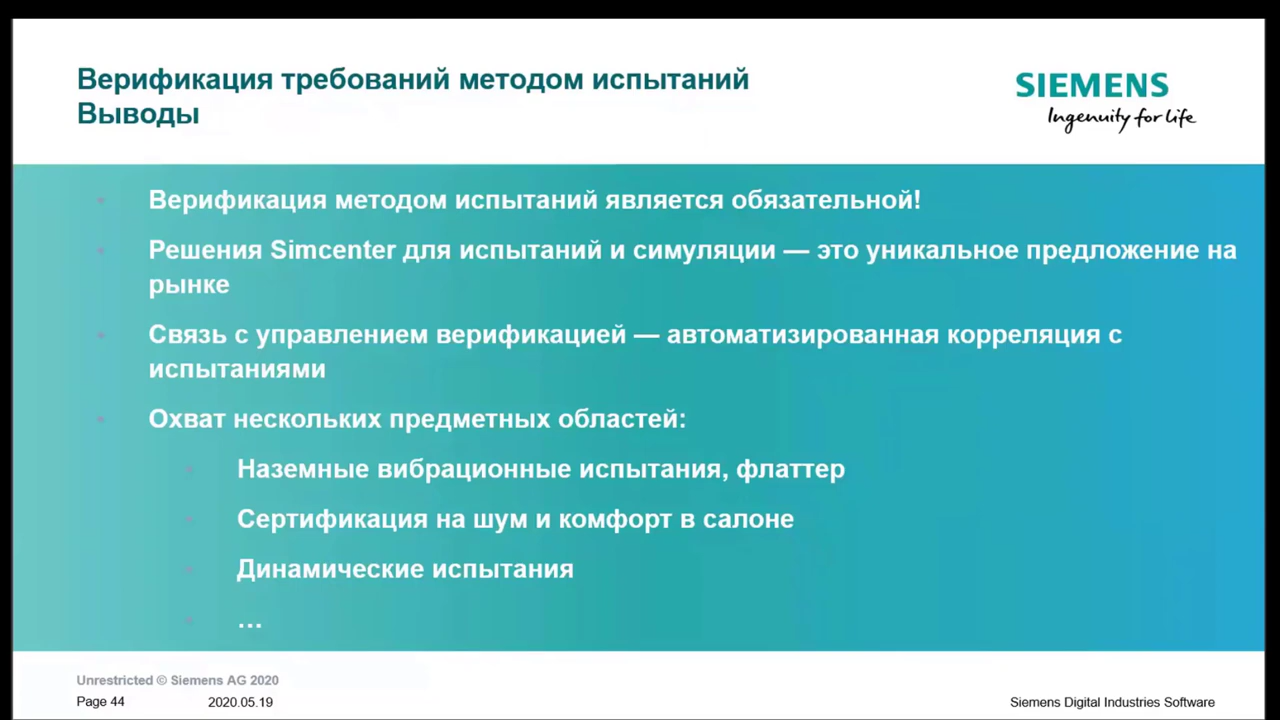 Верификация требований методом испытаний
Выводы
SIEMENS
Ingenuity for life
Верификация методом испытаний является обязательной!
Решения Simcenter для испытаний и симуляции — это уникальное предложение на
рынке
Связь с управлением верификацией — автоматизированная корреляция с
испытаниями
Охват нескольких предметных областей:
Наземные вибрационные испытания, флаттер
Сертификация на шум и комфорт в салоне
Динамические испытания
…
Unrestricted © Siemens AG 2020
Page 44 2020.05.19 Siemens Digital Industries Software